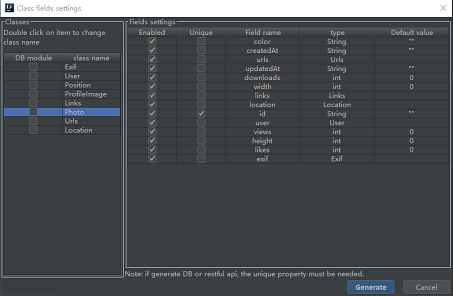 Class fields settings
Classes
Double click on item to change
class name
DB module class name
Exif
User
Position
ProfileImage
Links
Photo
Urls
Location
Fields settings
Enabled Unique Field name type Default value
color String ""
createdAt String ""
urls Urls
updatedAt String ""
downloads int 0
width int 0
links Links
location Location
id String ""
user User
views int 0
height int 0
likes int 0
exif Exif
Note: if generate DB or restful api, the unique property must be needed.
Generate Cancel